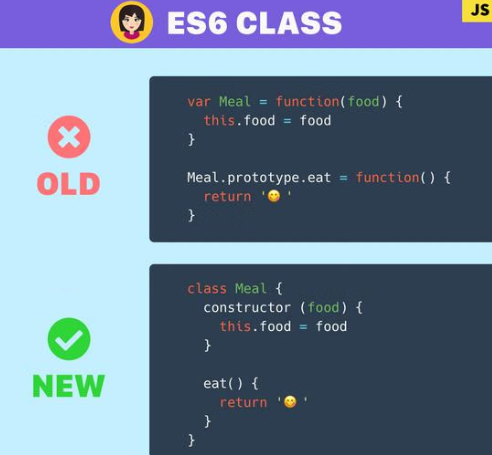 ES6 CLASS
JS
OLD
var Meal = function(food) {
  this.food = food
}
Meal.prototype.eat = function() {
  return '😋 '
}
NEW
class Meal {
  constructor (food) {
    this.food = food
  }
  eat() {
    return '😋 '
  }
}